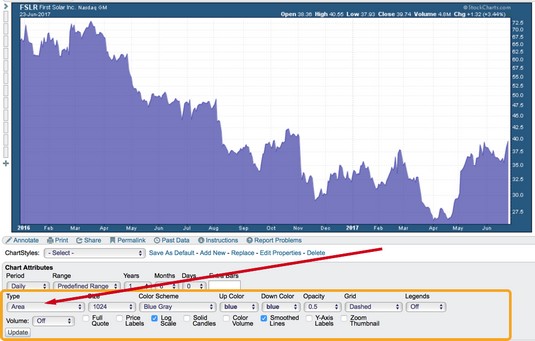 FSLR First Solar Inc. Nasdaq GM
© StockCharts.com
23-Jun-2017
Open 38.36 High 40.55 Low 37.93 Close 39.74 Volume 4.8M Chg +1.32 (+3.44%)
72.5
70.0
67.5
65.0
62.5
60.0
57.5
55.0
52.5
50.0
47.5
45.0
42.5
40.0
37.5
35.0
32.5
30.0
27.5
2016 Feb Mar Apr May Jun Jul Aug Sep Oct Nov Dec 2017 Feb Mar Apr May Jun
Annotate Print Share Permalink Past Data Instructions Report Problems
ChartStyles: - Select - Save As Default - Add New - Replace - Edit Properties - Delete
Chart Attributes
Period Range Years Months Days Extra Bars
Daily Predefined Range 1 6 0
Type Size Color Scheme Up Color Down Color Opacity Grid Legends
Area 1024 Blue Gray blue blue 0.5 Dashed Off
Volume: Off Full Quote Price Labels Log Scale Solid Candles Color Volume Smoothed Lines Y-Axis Labels Zoom Thumbnail
Update